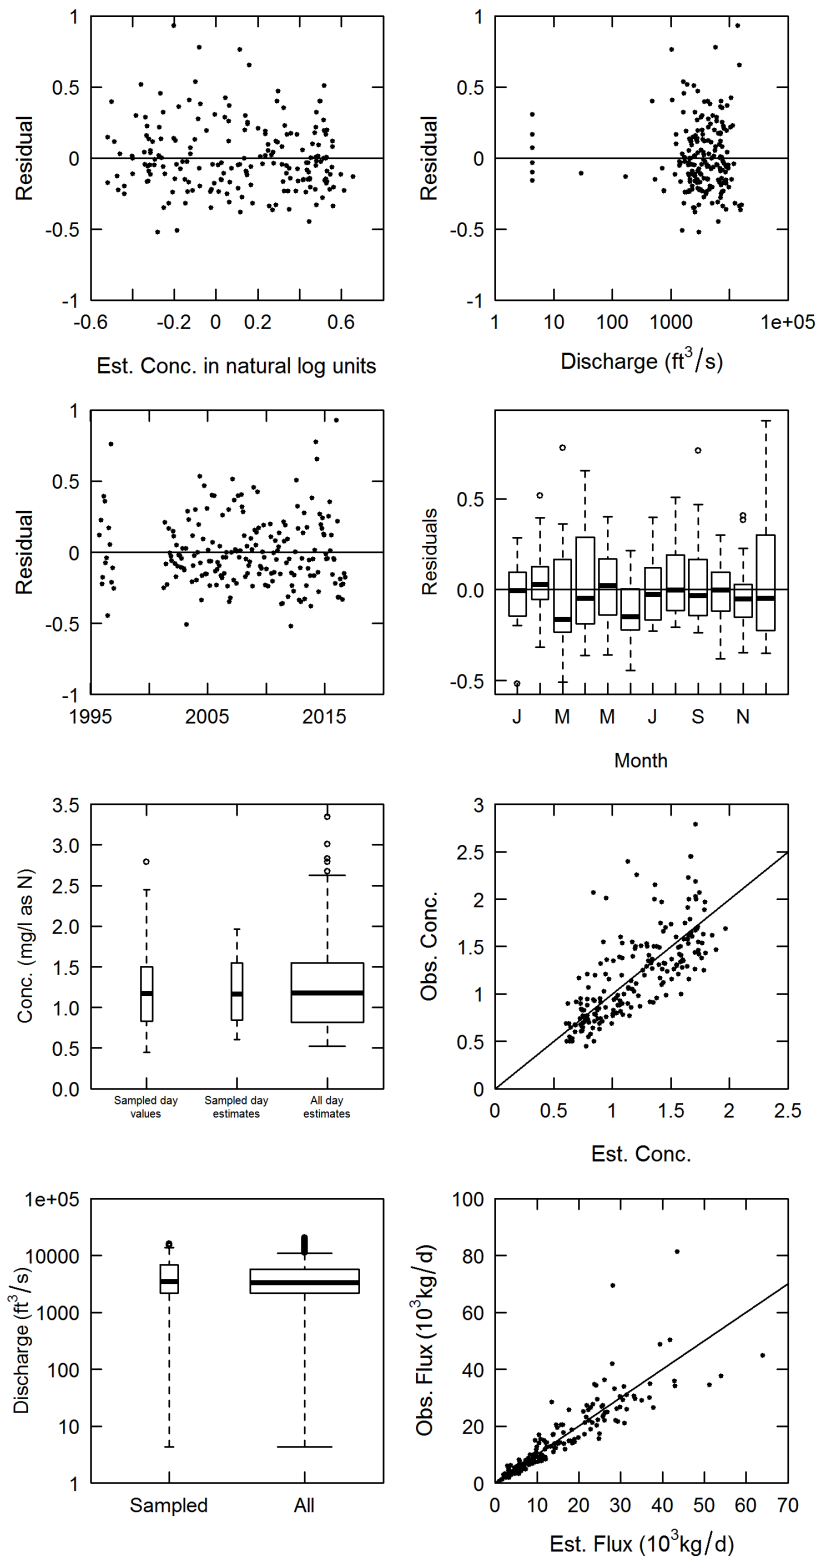 1
0.5
0
-0.5
-1
Residual
-0.6
-0.2
0
0.2
0.6
Est. Conc. in natural log units
1
0.5
0
-0.5
-1
Residual
1
10
100
1000
1e+05
Discharge (ft³/s)
1
0.5
0
-0.5
-1
Residual
1995
2005
2015
0.5
0.0
-0.5
Residuals
J
M
M
J
S
N
Month
3.5
3.0
2.5
2.0
1.5
1.0
0.5
0.0
Conc. (mg/l as N)
Sampled day
values
Sampled day
estimates
All day
estimates
3
2.5
2
1.5
1
0.5
0
Obs. Conc.
0
0.5
1
1.5
2
2.5
Est. Conc.
1e+05
10000
1000
100
10
1
Discharge (ft³/s)
Sampled
All
100
80
60
40
20
0
Obs. Flux (10³kg/d)
0
10
20
30
40
50
60
70
Est. Flux (10³kg/d)